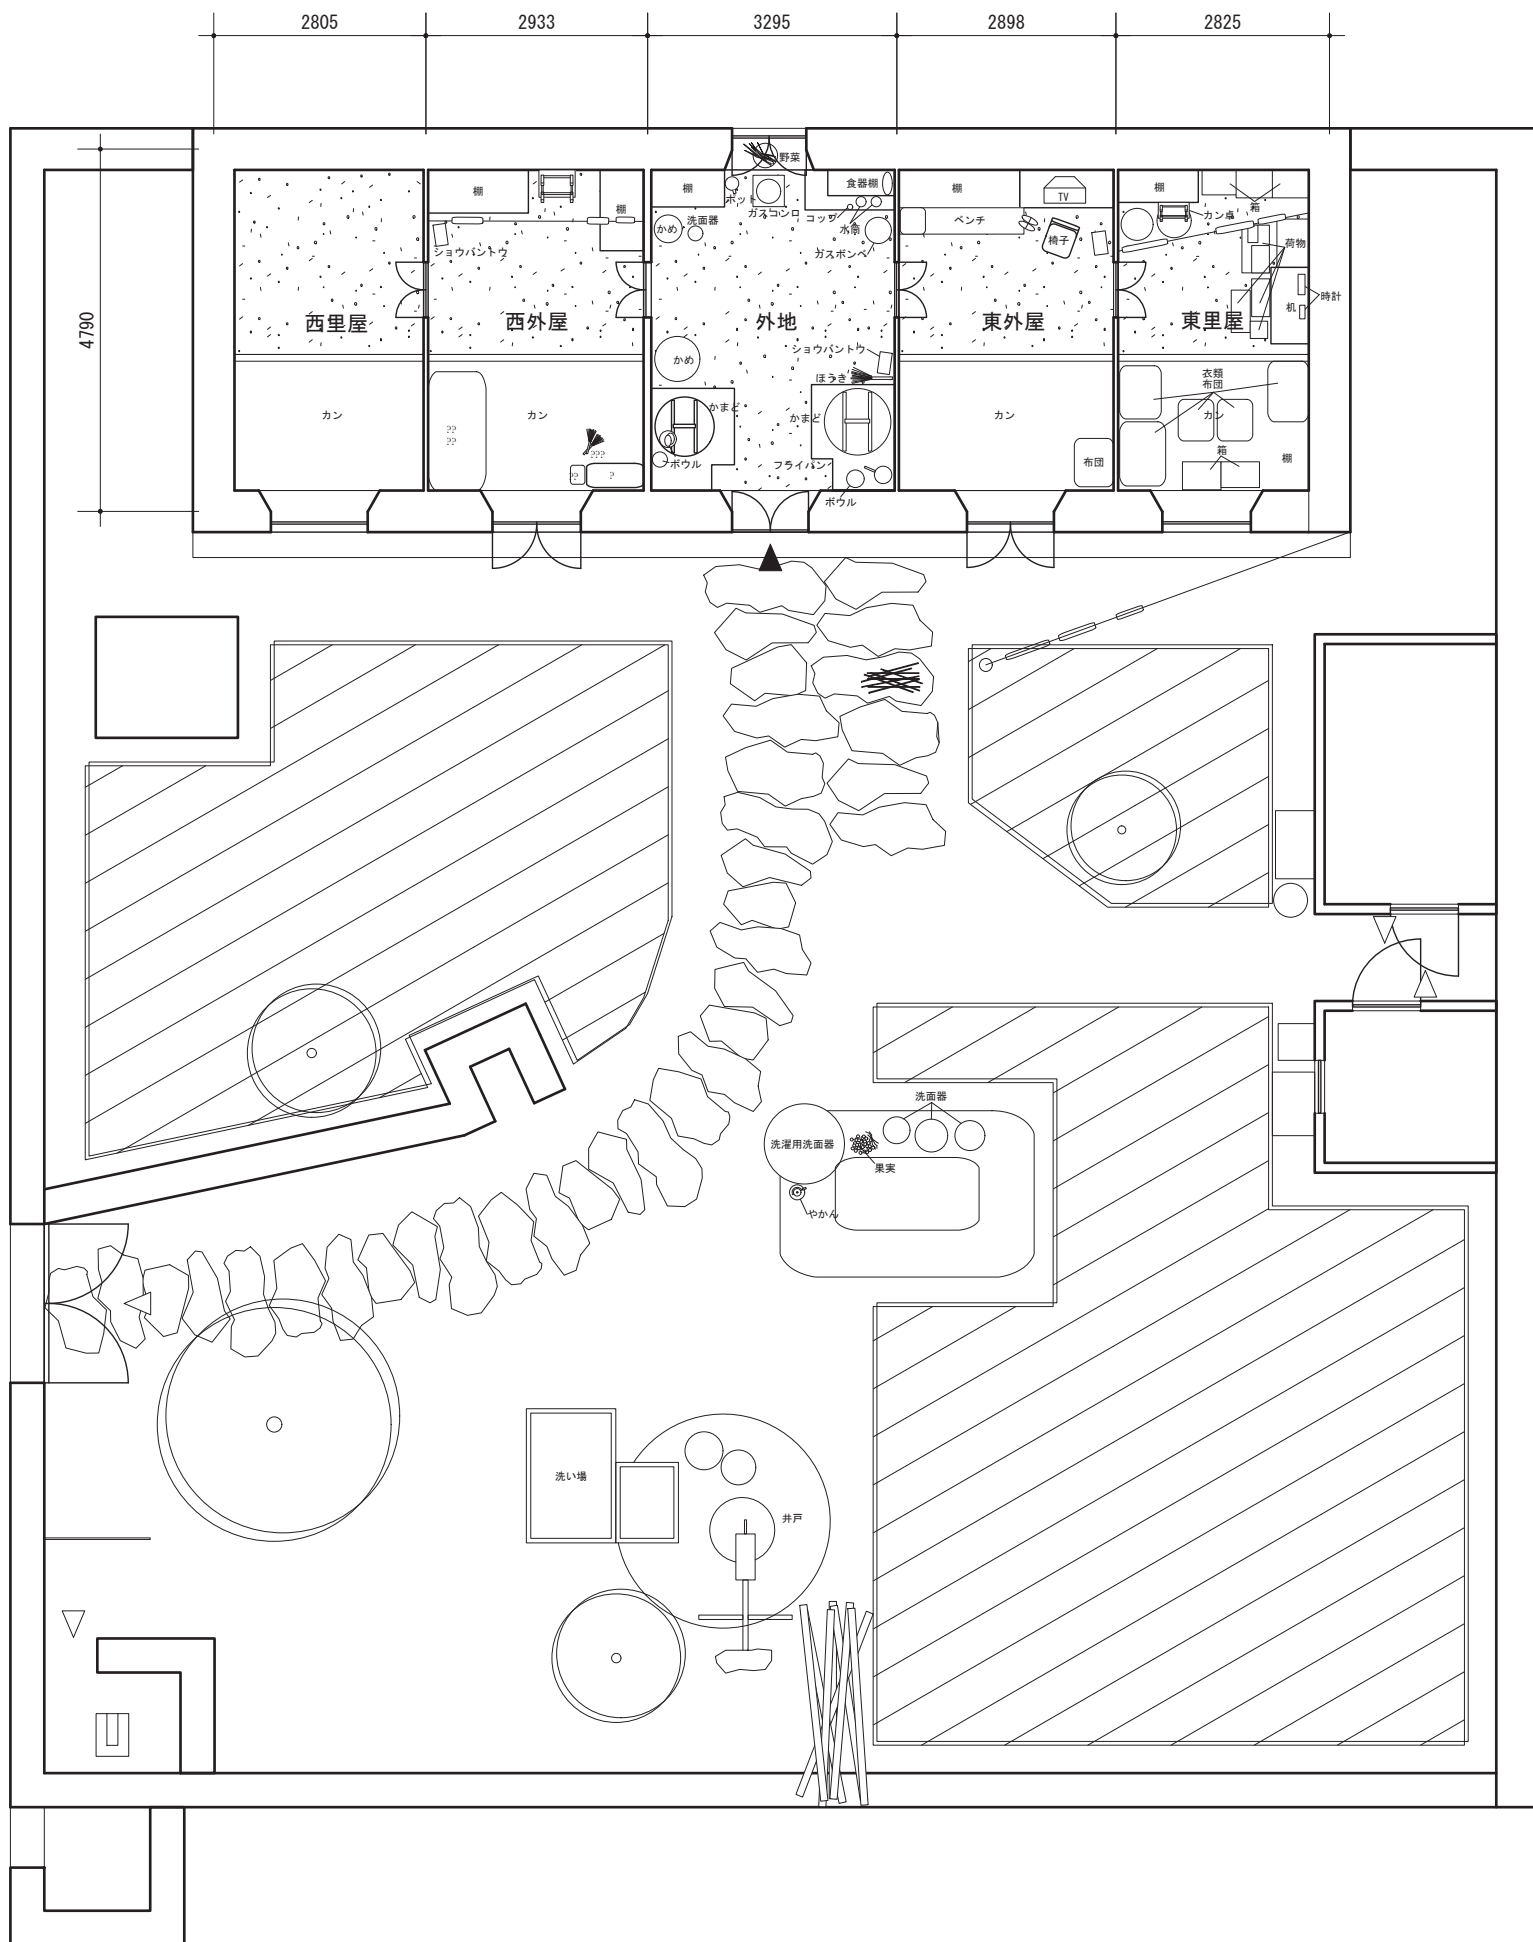 2805 2933 3295 2898 2825
4790
野菜
棚
棚
棚
ポット
ガスコンロ
食器棚
コップ
水筒
棚
TV
棚
箱
カン卓
かめ
洗面器
ガスボンベ
ベンチ
椅子
荷物
ショウバントウ
机
時計
西里屋
西外屋
外地
東外屋
東里屋
かめ
ショウバントウ
ほうき
衣類
布団
カン
カン
かまど
かまど
カン
カン
??
??
???
??
?
ボウル
フライパン
ボウル
布団
箱
棚
洗面器
洗濯用洗面器
果実
やかん
洗い場
井戸